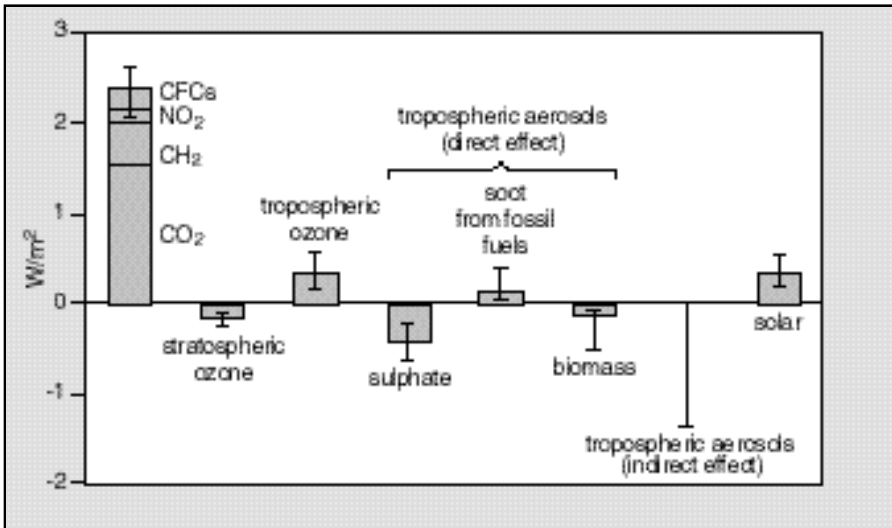 3
2
1
0
-1
-2
W/m²
CFCs
NO₂
CH₂
CO₂
stratospheric
ozone
tropospheric
ozone
tropospheric aerosols
(direct effect)
sulphate
soot
from fossil
fuels
biomass
tropospheric aerosols
(indirect effect)
solar